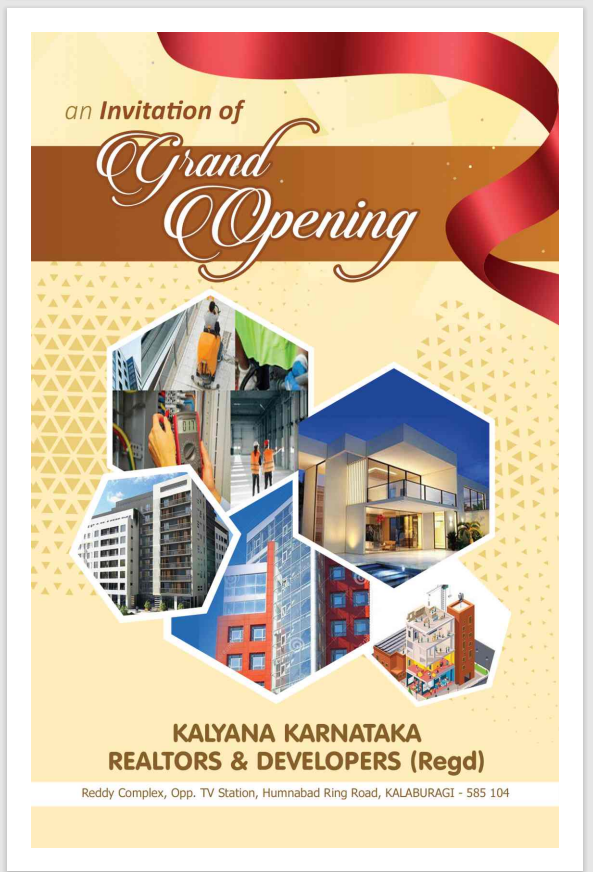 an Invitation of
Grand
Opening
KALYANA KARNATAKA
REALTORS & DEVELOPERS (Regd)
Reddy Complex, Opp. TV Station, Humnabad Ring Road, KALABURAGI - 585 104